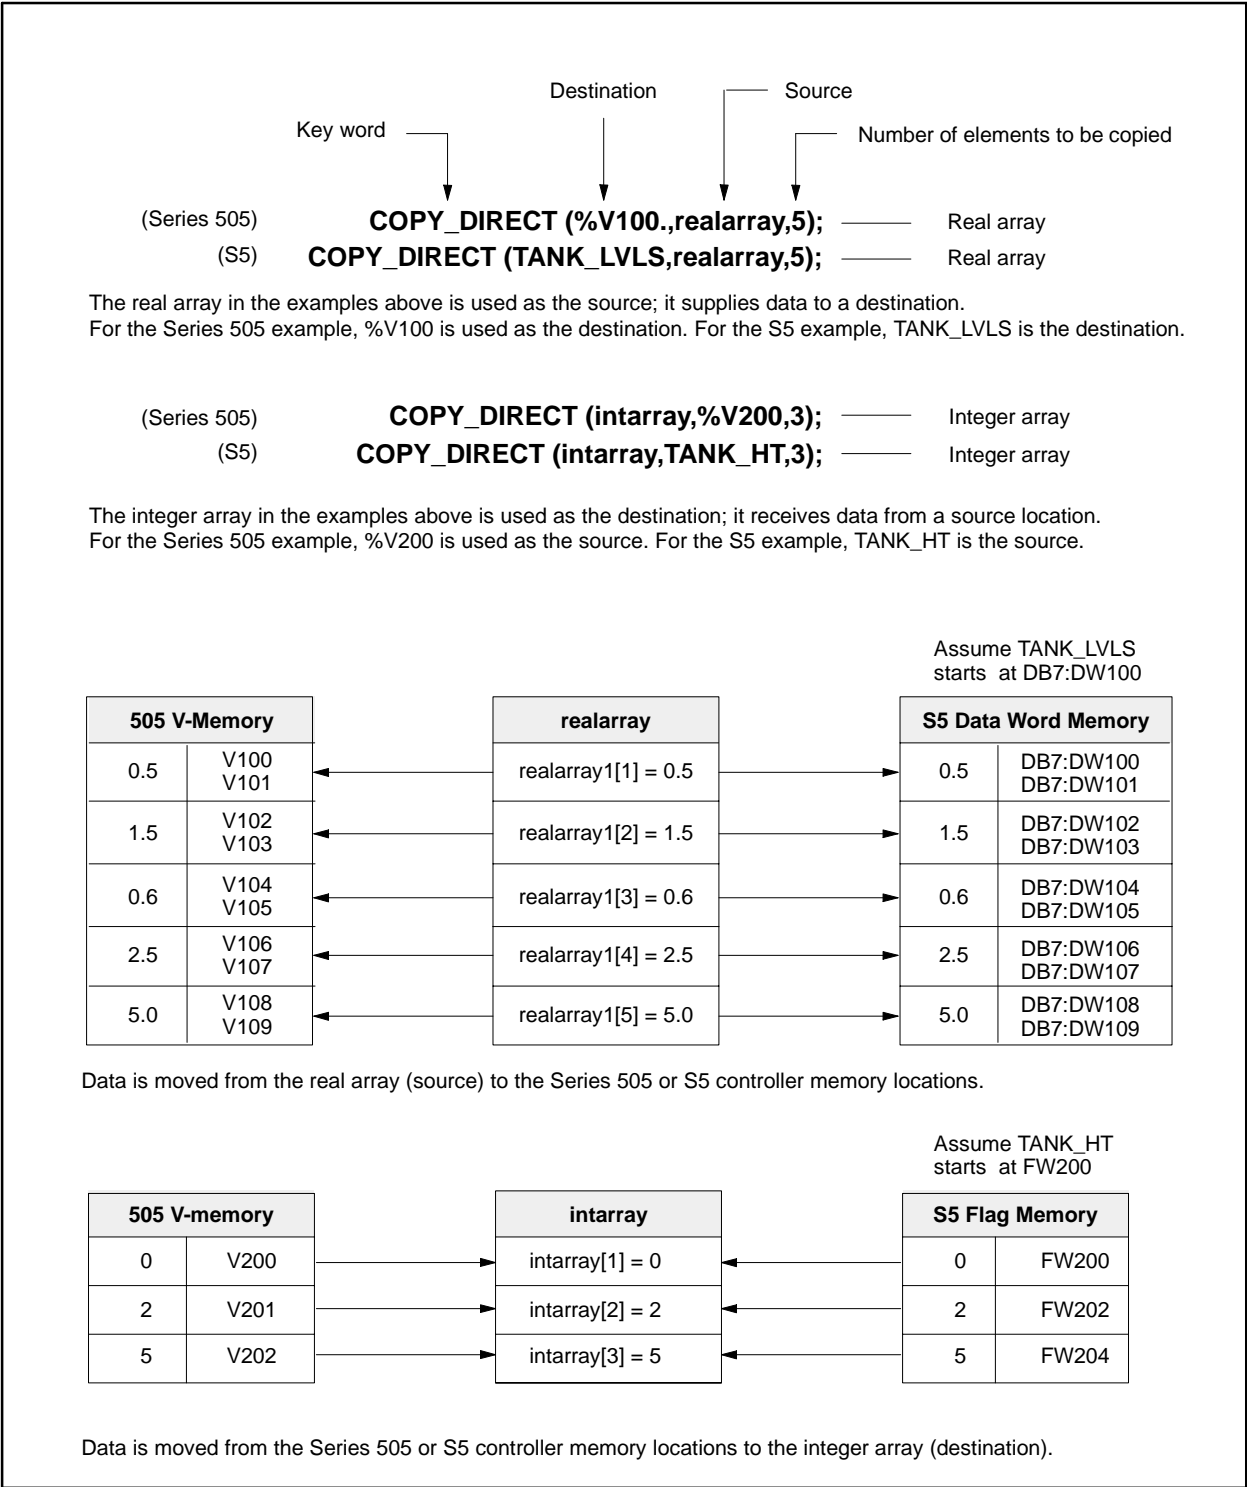 Destination
Source
Key word
Number of elements to be copied
(Series 505) COPY_DIRECT (%V100.,realarray,5); Real array
(S5) COPY_DIRECT (TANK_LVLS,realarray,5); Real array
The real array in the examples above is used as the source; it supplies data to a destination.
For the Series 505 example, %V100 is used as the destination. For the S5 example, TANK_LVLS is the destination.
(Series 505) COPY_DIRECT (intarray,%V200,3); Integer array
(S5) COPY_DIRECT (intarray,TANK_HT,3); Integer array
The integer array in the examples above is used as the destination; it receives data from a source location.
For the Series 505 example, %V200 is used as the source. For the S5 example, TANK_HT is the source.
Assume TANK_LVLS
starts at DB7:DW100
505 V-Memory
0.5 V100
V101
1.5 V102
V103
0.6 V104
V105
2.5 V106
V107
5.0 V108
V109
realarray
realarray1[1] = 0.5
realarray1[2] = 1.5
realarray1[3] = 0.6
realarray1[4] = 2.5
realarray1[5] = 5.0
S5 Data Word Memory
0.5 DB7:DW100
DB7:DW101
1.5 DB7:DW102
DB7:DW103
0.6 DB7:DW104
DB7:DW105
2.5 DB7:DW106
DB7:DW107
5.0 DB7:DW108
DB7:DW109
Data is moved from the real array (source) to the Series 505 or S5 controller memory locations.
Assume TANK_HT
starts at FW200
505 V-memory
0 V200
2 V201
5 V202
intarray
intarray[1] = 0
intarray[2] = 2
intarray[3] = 5
S5 Flag Memory
0 FW200
2 FW202
5 FW204
Data is moved from the Series 505 or S5 controller memory locations to the integer array (destination).